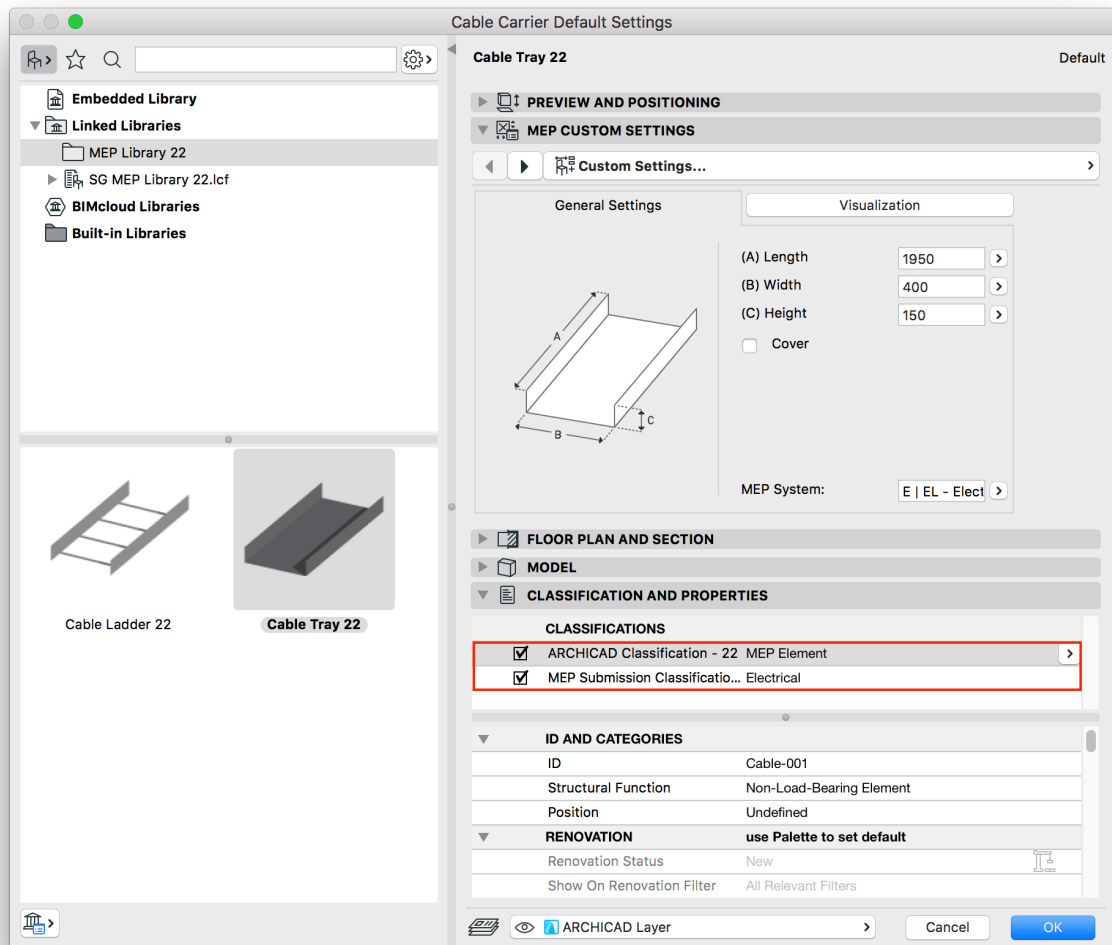 Cable Carrier Default Settings
Embedded Library
Linked Libraries
MEP Library 22
SG MEP Library 22.lcf
BIMcloud Libraries
Built-in Libraries
Cable Ladder 22
Cable Tray 22
Cable Tray 22
Default
PREVIEW AND POSITIONING
MEP CUSTOM SETTINGS
Custom Settings...
General Settings
Visualization
A
B
C
(A) Length 1950
(B) Width 400
(C) Height 150
Cover
MEP System: E | EL - Elect
FLOOR PLAN AND SECTION
MODEL
CLASSIFICATION AND PROPERTIES
CLASSIFICATIONS
ARCHICAD Classification - 22 MEP Element
MEP Submission Classificatio... Electrical
ID AND CATEGORIES
ID Cable-001
Structural Function Non-Load-Bearing Element
Position Undefined
RENOVATION use Palette to set default
Renovation Status New
Show On Renovation Filter All Relevant Filters
ARCHICAD Layer
Cancel
OK